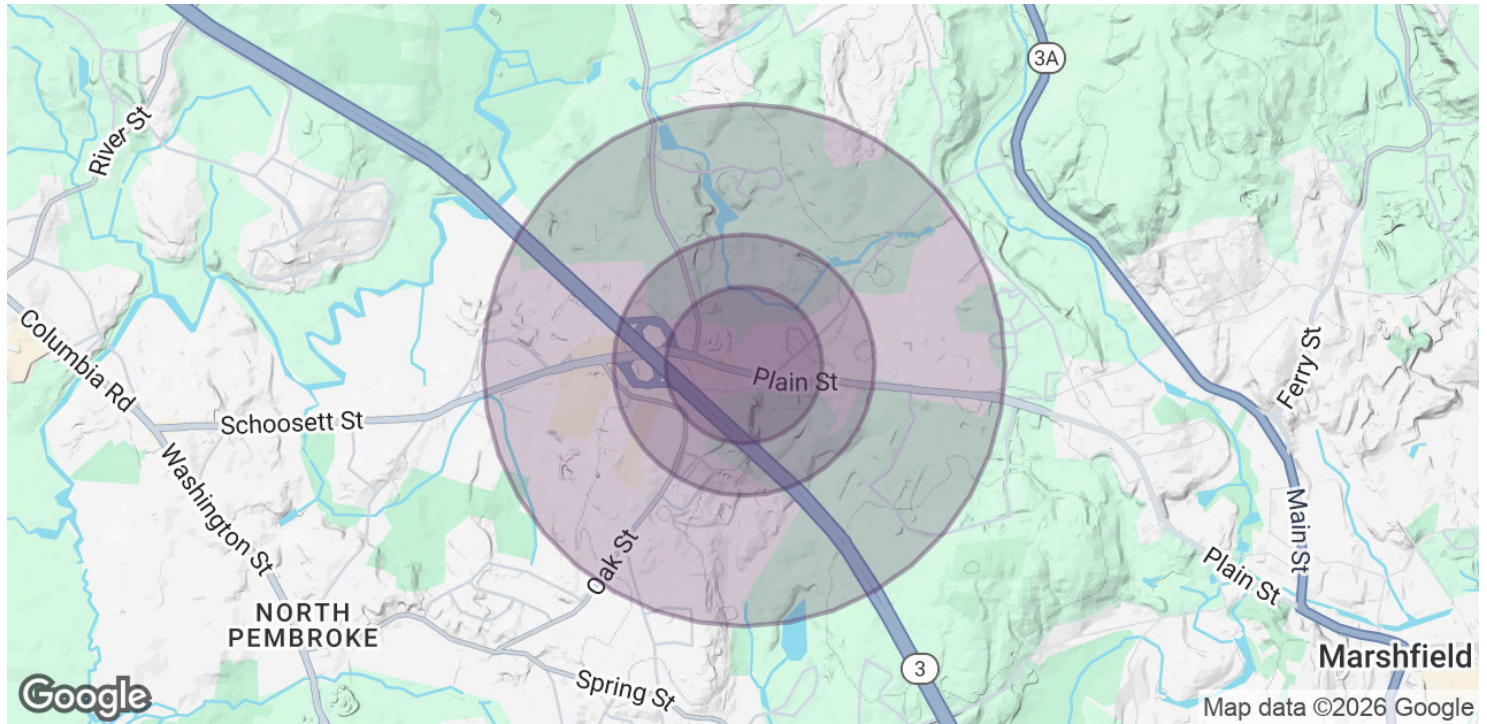 3A
River St
Columbia Rd
Ferry St
Plain St
Schoosett St
Washington St
Main St
Oak St
Plain St
NORTH
PEMBROKE
Marshfield
3
Spring St
Google
Map data ©2026 Google